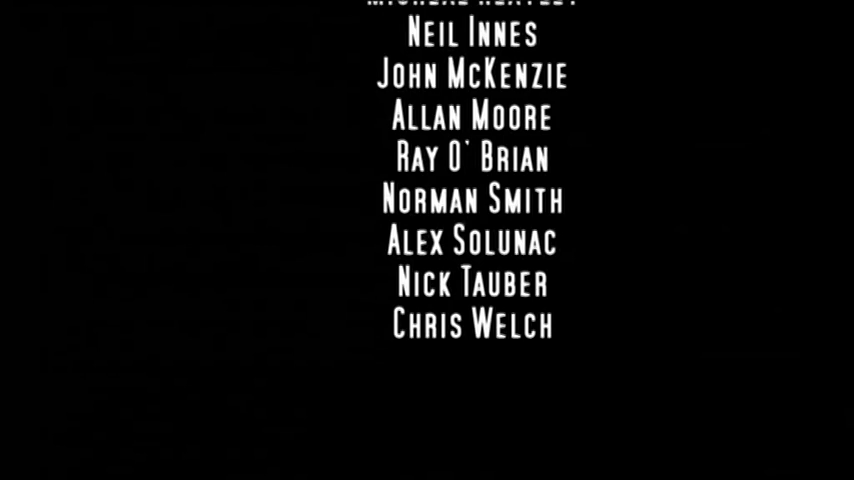 Neil Innes
John McKenzie
Allan Moore
Ray O' Brian
Norman Smith
Alex Solunac
Nick Tauber
Chris Welch